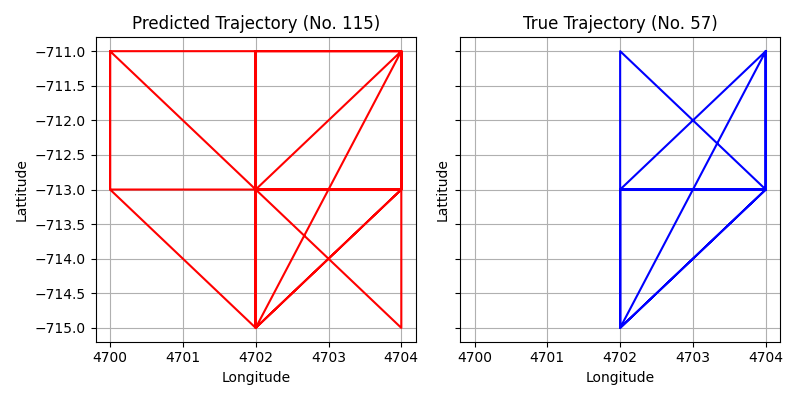 Predicted Trajectory (No. 115)
True Trajectory (No. 57)
−711.0
−711.5
−712.0
−712.5
−713.0
−713.5
−714.0
−714.5
−715.0
Lattitude
Lattitude
4700 4701 4702 4703 4704
4700 4701 4702 4703 4704
Longitude
Longitude